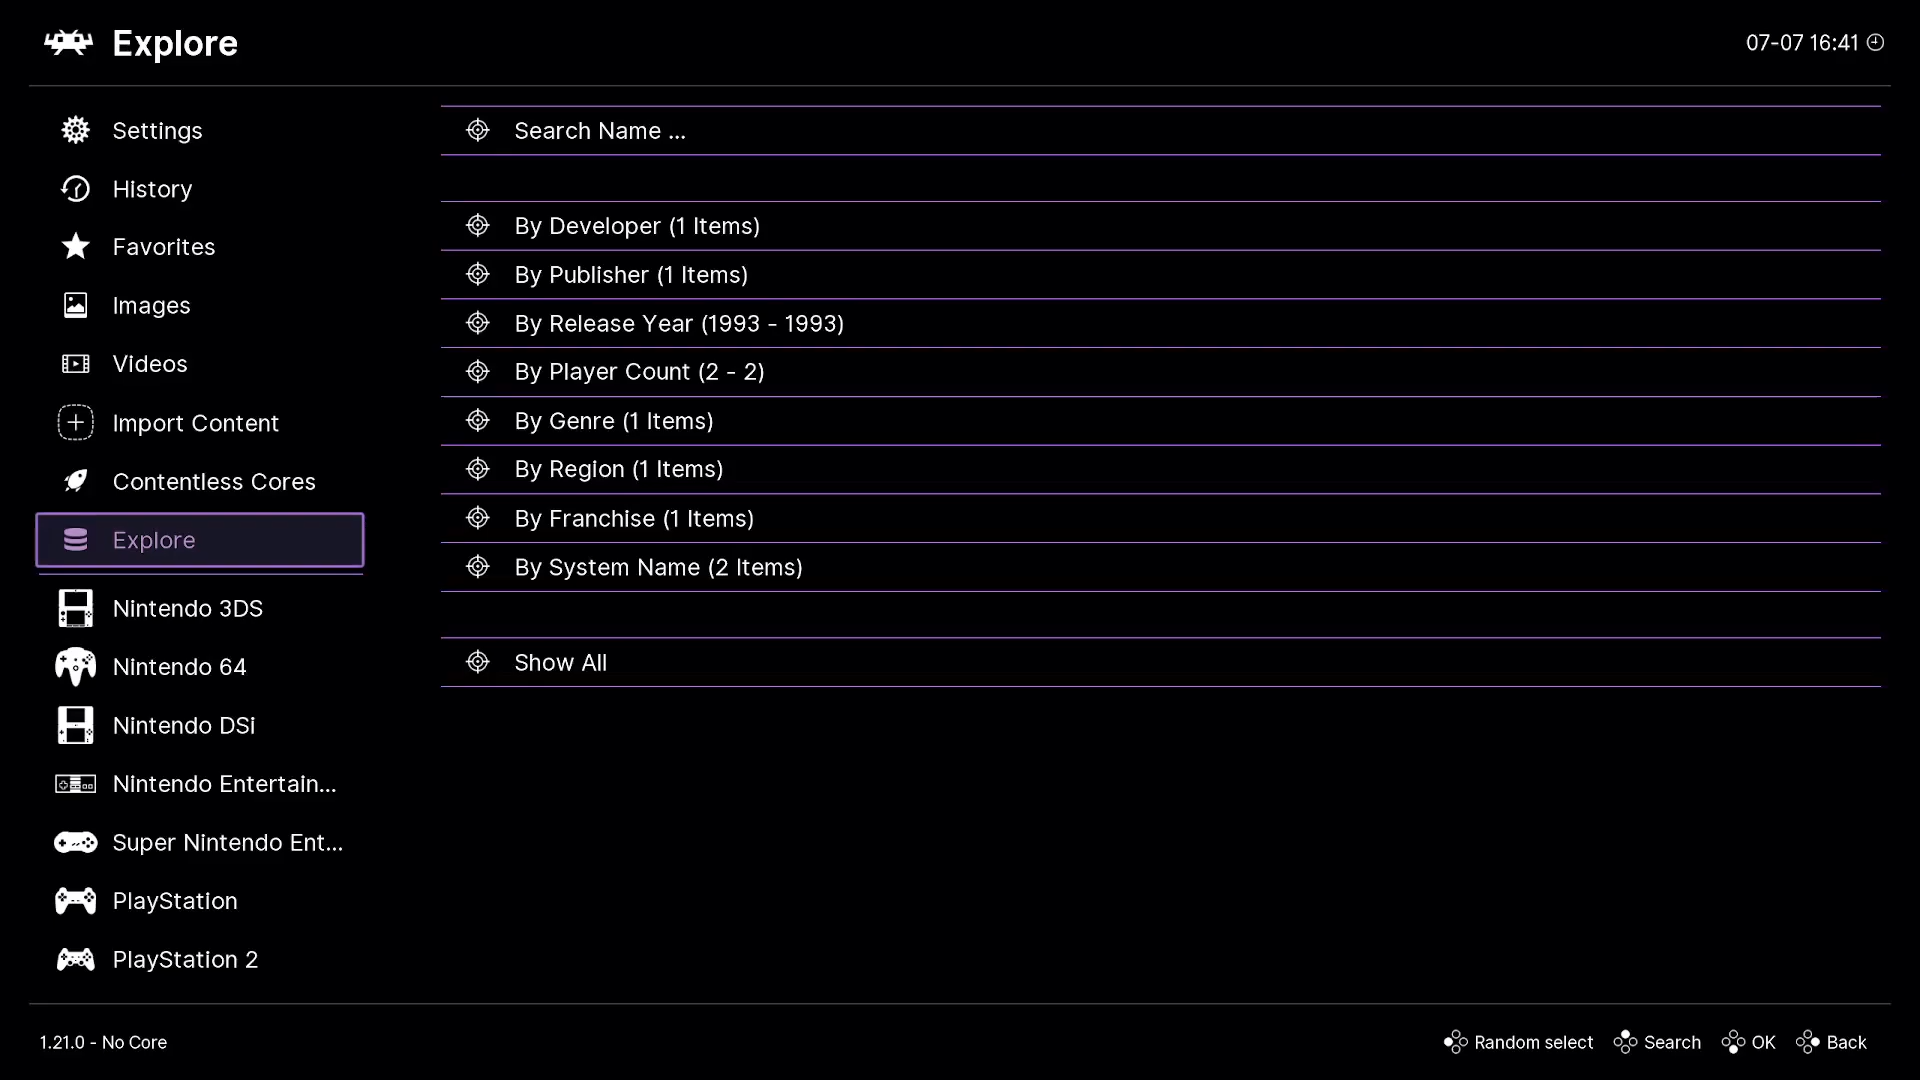 Explore
07-07 16:41
Settings
History
Favorites
Images
Videos
Import Content
Contentless Cores
Explore
Nintendo 3DS
Nintendo 64
Nintendo DSi
Nintendo Entertain...
Super Nintendo Ent...
PlayStation
PlayStation 2
Search Name ...
By Developer (1 Items)
By Publisher (1 Items)
By Release Year (1993 - 1993)
By Player Count (2 - 2)
By Genre (1 Items)
By Region (1 Items)
By Franchise (1 Items)
By System Name (2 Items)
Show All
1.21.0 - No Core
Random select
Search
OK
Back